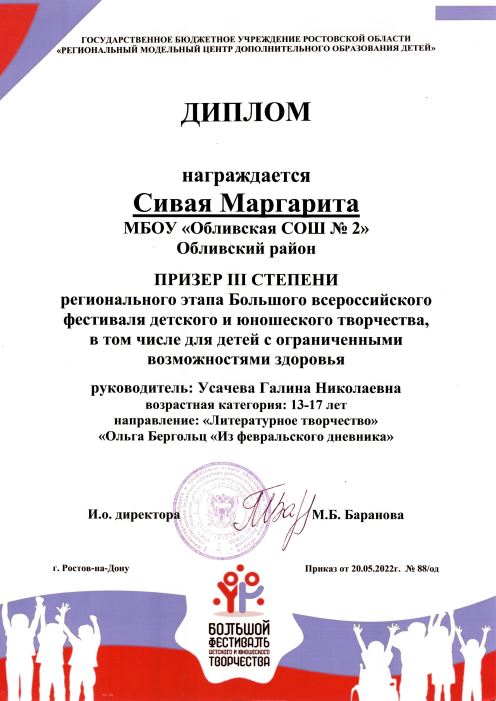 ГОСУДАРСТВЕННОЕ БЮДЖЕТНОЕ УЧРЕЖДЕНИЕ РОСТОВСКОЙ ОБЛАСТИ
«РЕГИОНАЛЬНЫЙ МОДЕЛЬНЫЙ ЦЕНТР ДОПОЛНИТЕЛЬНОГО ОБРАЗОВАНИЯ ДЕТЕЙ»
ДИПЛОМ
награждается
Сивая Маргарита
МБОУ «Обливская СОШ № 2»
Обливский район
ПРИЗЕР III СТЕПЕНИ
регионального этапа Большого всероссийского
фестиваля детского и юношеского творчества,
в том числе для детей с ограниченными
возможностями здоровья
руководитель: Усачева Галина Николаевна
возрастная категория: 13-17 лет
направление: «Литературное творчество»
«Ольга Бергольц «Из февральского дневника»
И.о. директора М.Б. Баранова
г. Ростов-на-Дону Приказ от 20.05.2022г. № 88/од
БОЛЬШОЙ
ФЕСТИВАЛЬ
ДЕТСКОГО И ЮНОШЕСКОГО
ТВОРЧЕСТВА